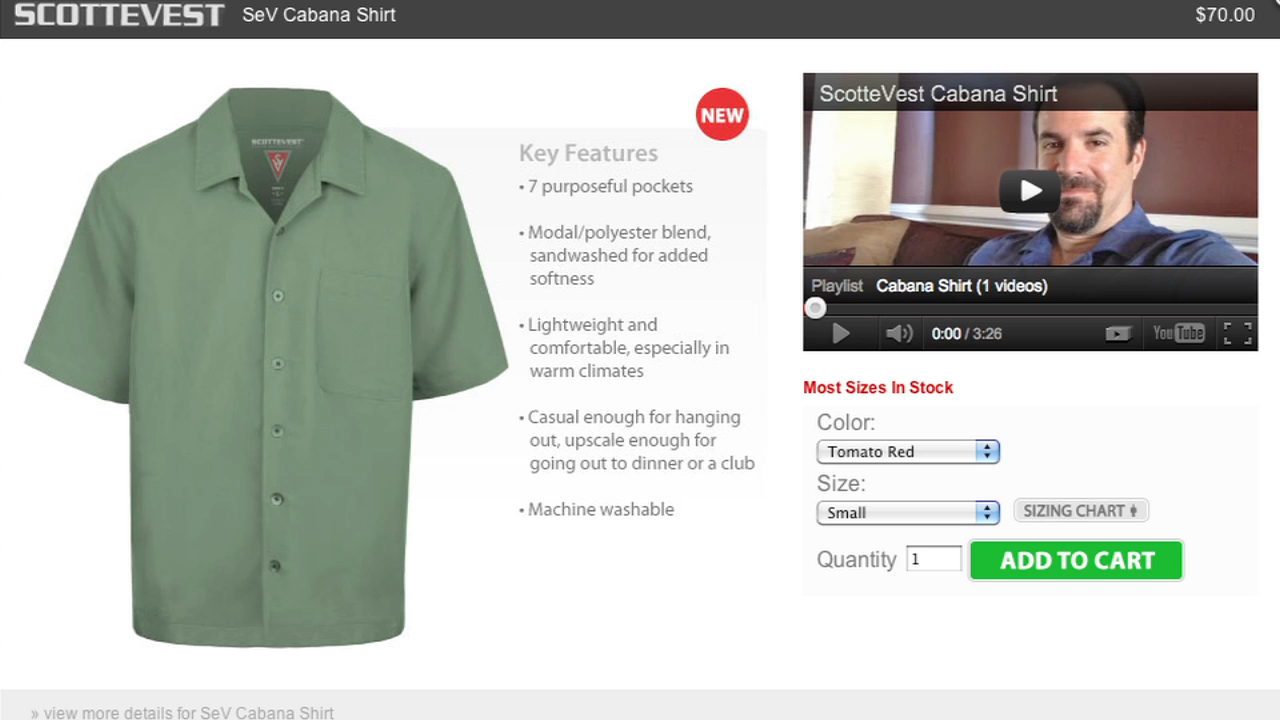 SCOTTEVEST SeV Cabana Shirt $70.00
NEW
SCOTTEVEST
Key Features
• 7 purposeful pockets
• Modal/polyester blend,
sandwashed for added
softness
• Lightweight and
comfortable, especially in
warm climates
• Casual enough for hanging
out, upscale enough for
going out to dinner or a club
• Machine washable
ScotteVest Cabana Shirt
Playlist Cabana Shirt (1 videos)
0:00 / 3:26 YouTube
Most Sizes In Stock
Color:
Tomato Red
Size:
Small SIZING CHART
Quantity 1 ADD TO CART
» view more details for SeV Cabana Shirt